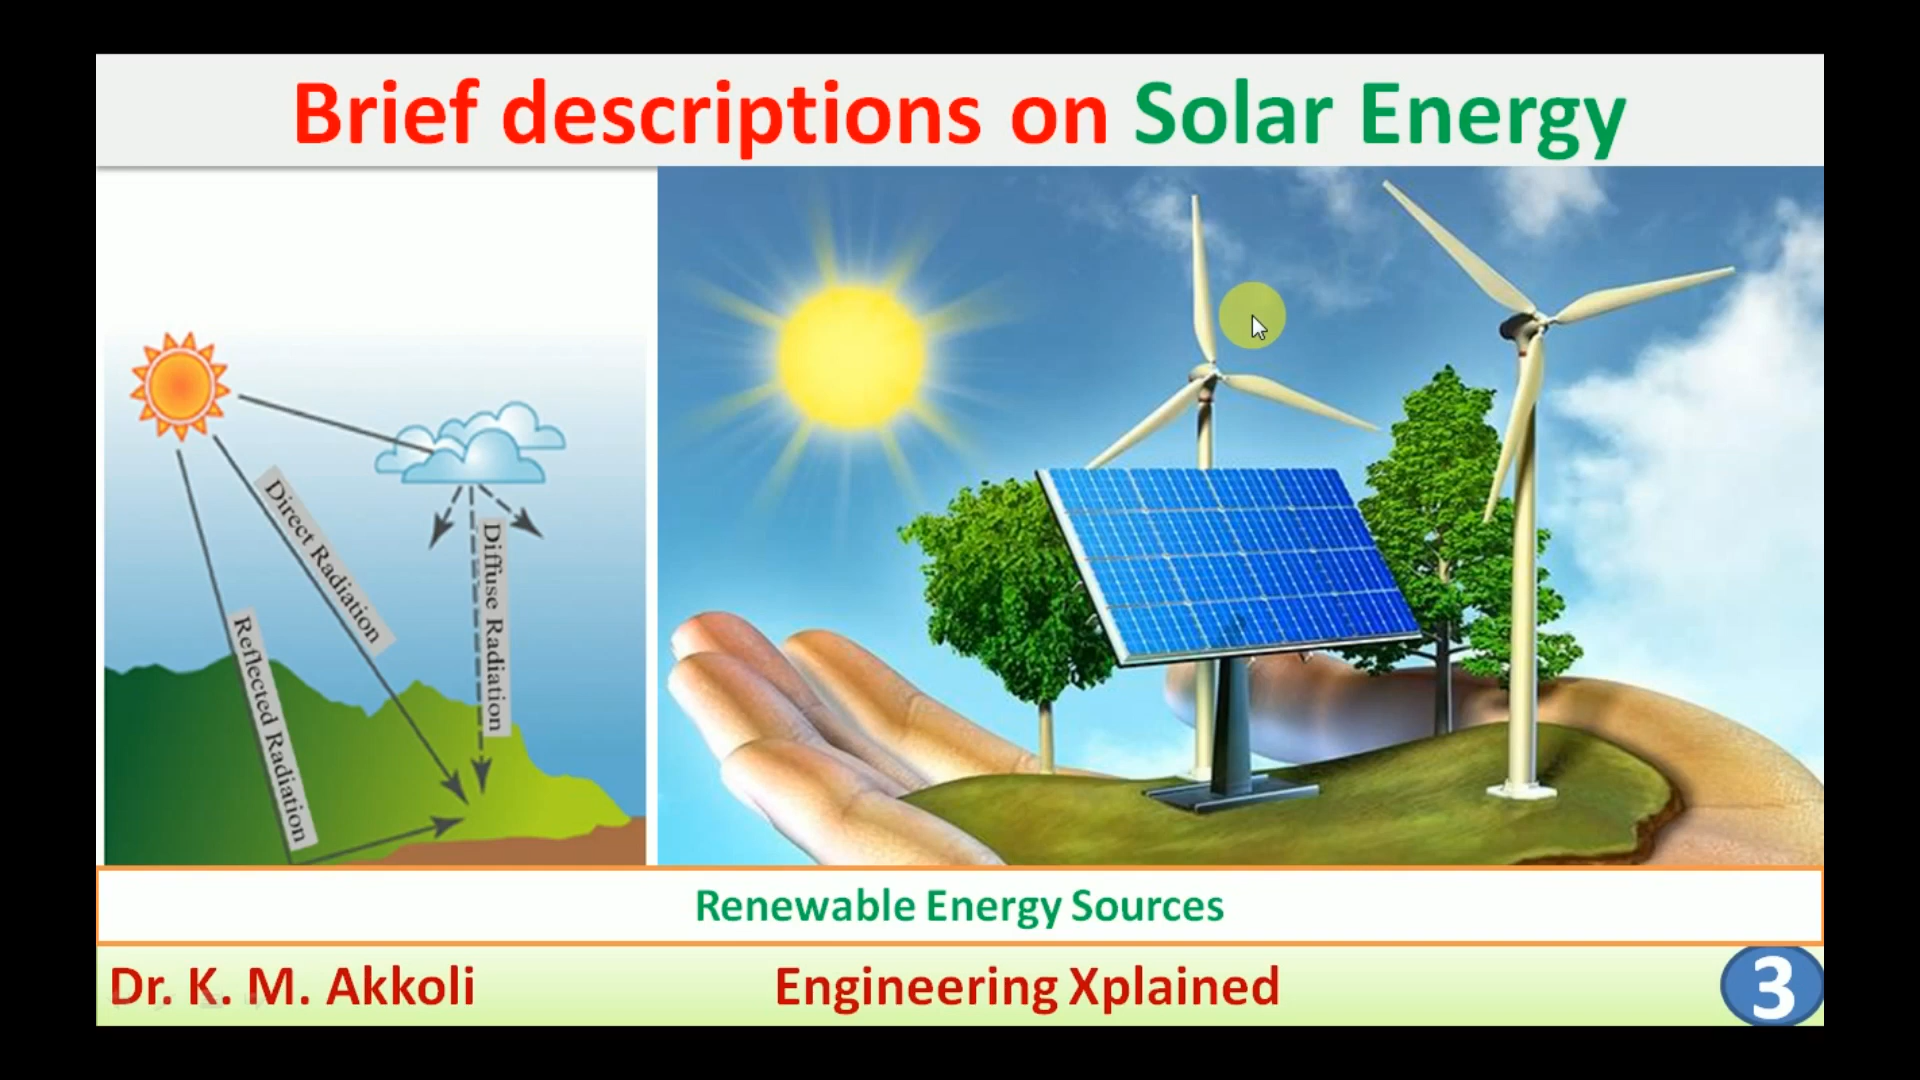 Brief descriptions on Solar Energy
Direct Radiation
Diffuse Radiation
Reflected Radiation
Renewable Energy Sources
Dr. K. M. Akkoli
Engineering Xplained
3